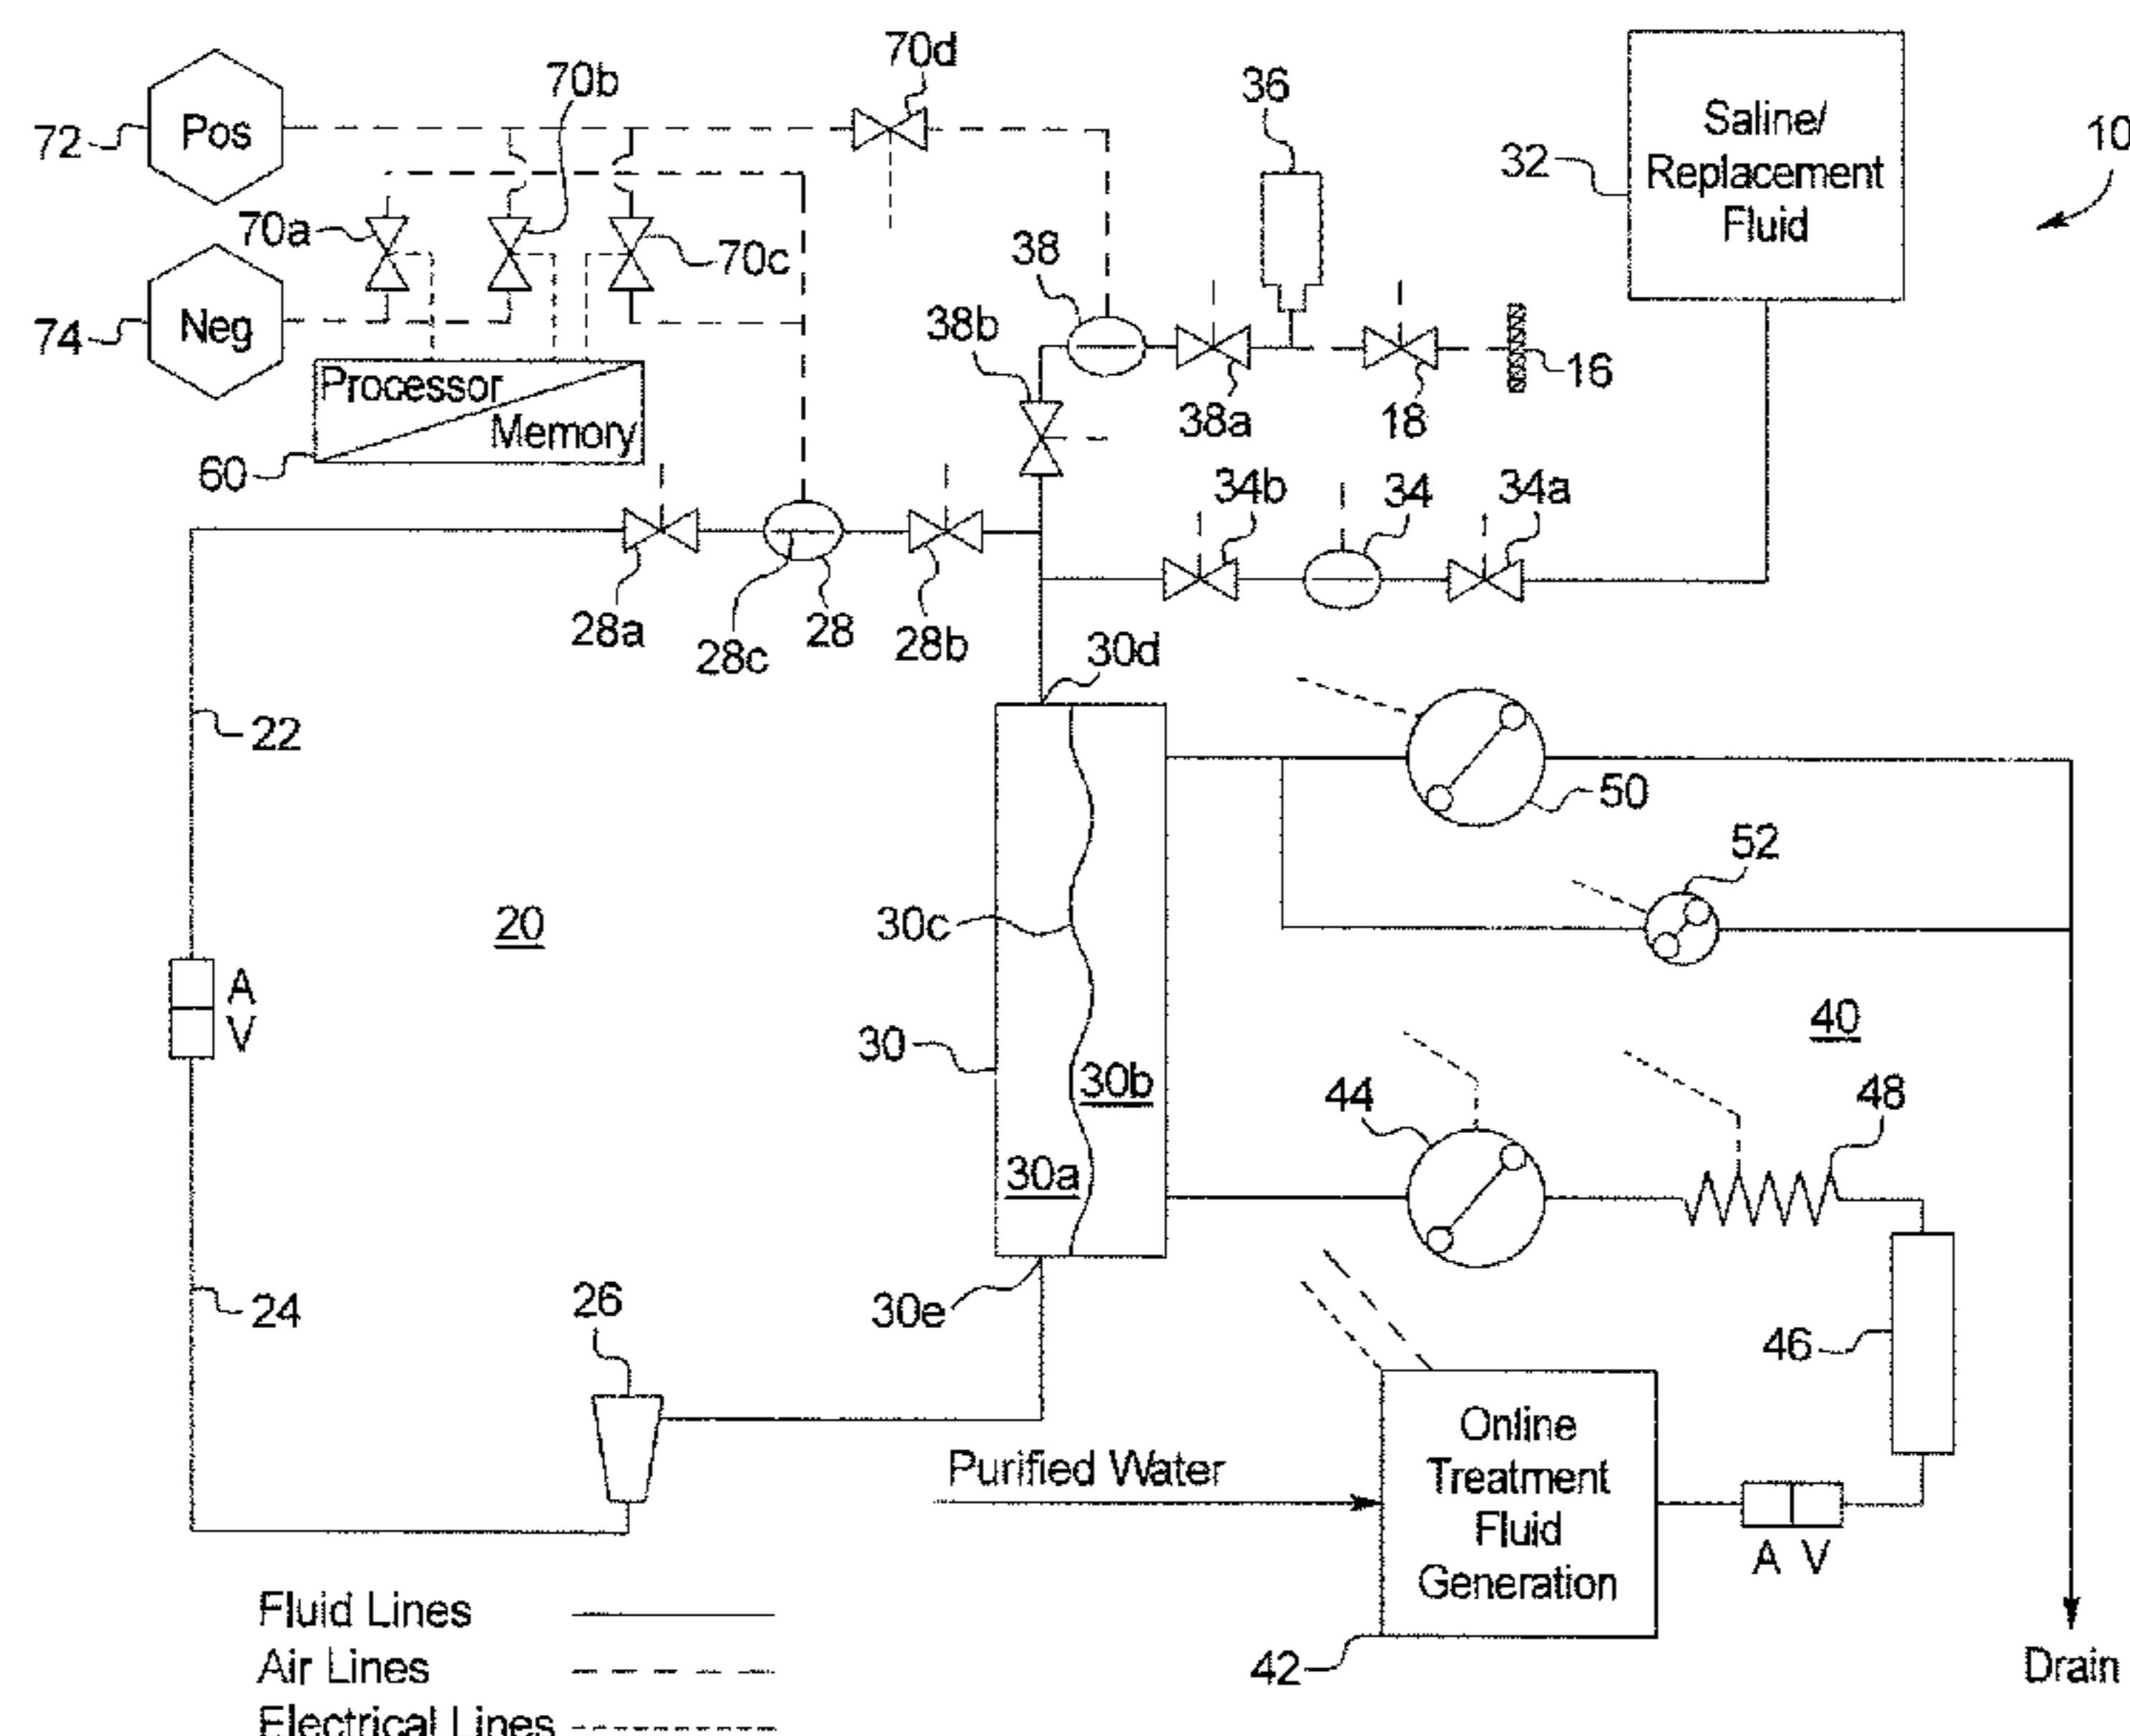 70d
70b
36
72
Pos
Saline/
Replacement
Fluid
32
10
70a
70c
38
74
Neg
38b
16
Processor
Memory
38a
18
60
34b
34
34a
28a
28c
28
28b
30d
22
50
52
20
30c
A
V
40
30
30b
44
48
30a
24
26
30e
46
Purified Water
Online
Treatment
Fluid
Generation
A V
Fluid Lines
Air Lines
42
Drain
Electrical Lines